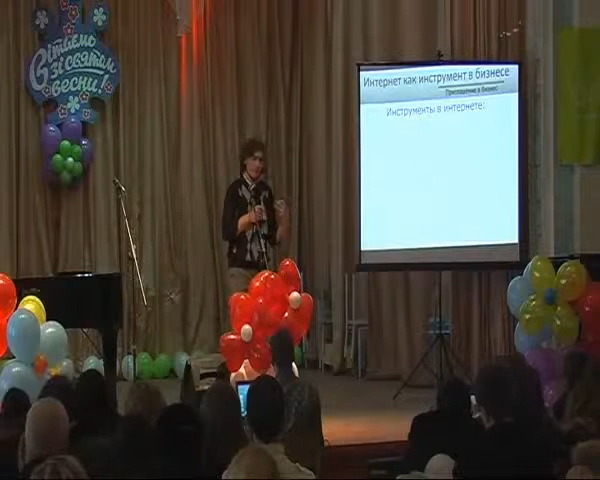 Вітаємо
зі святом
весни!
Интернет как инструмент в бизнесе
Приглашение в бизнес
Инструменты в интернете: